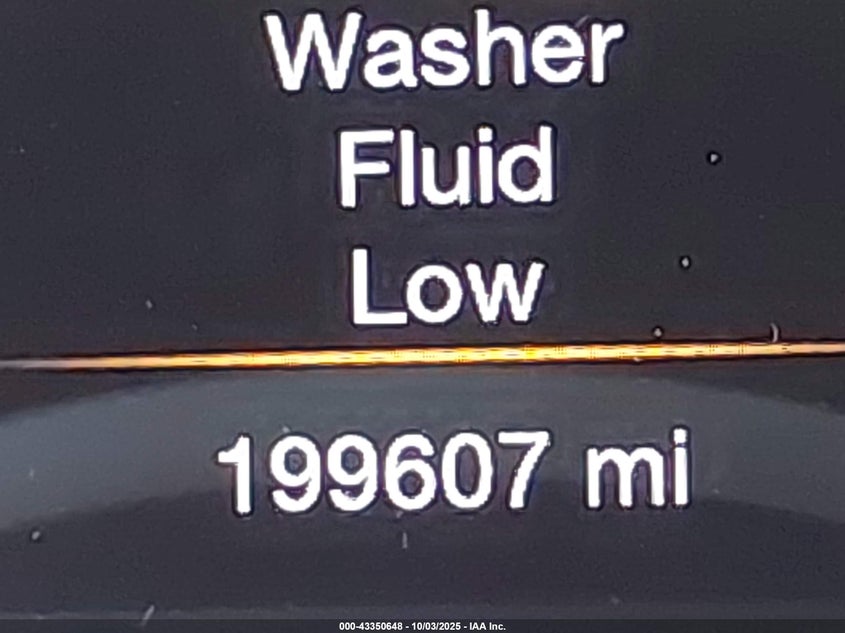 Washer
Fluid
Low
199607 mi
000-43350648 - 10/03/2025 - IAA Inc.